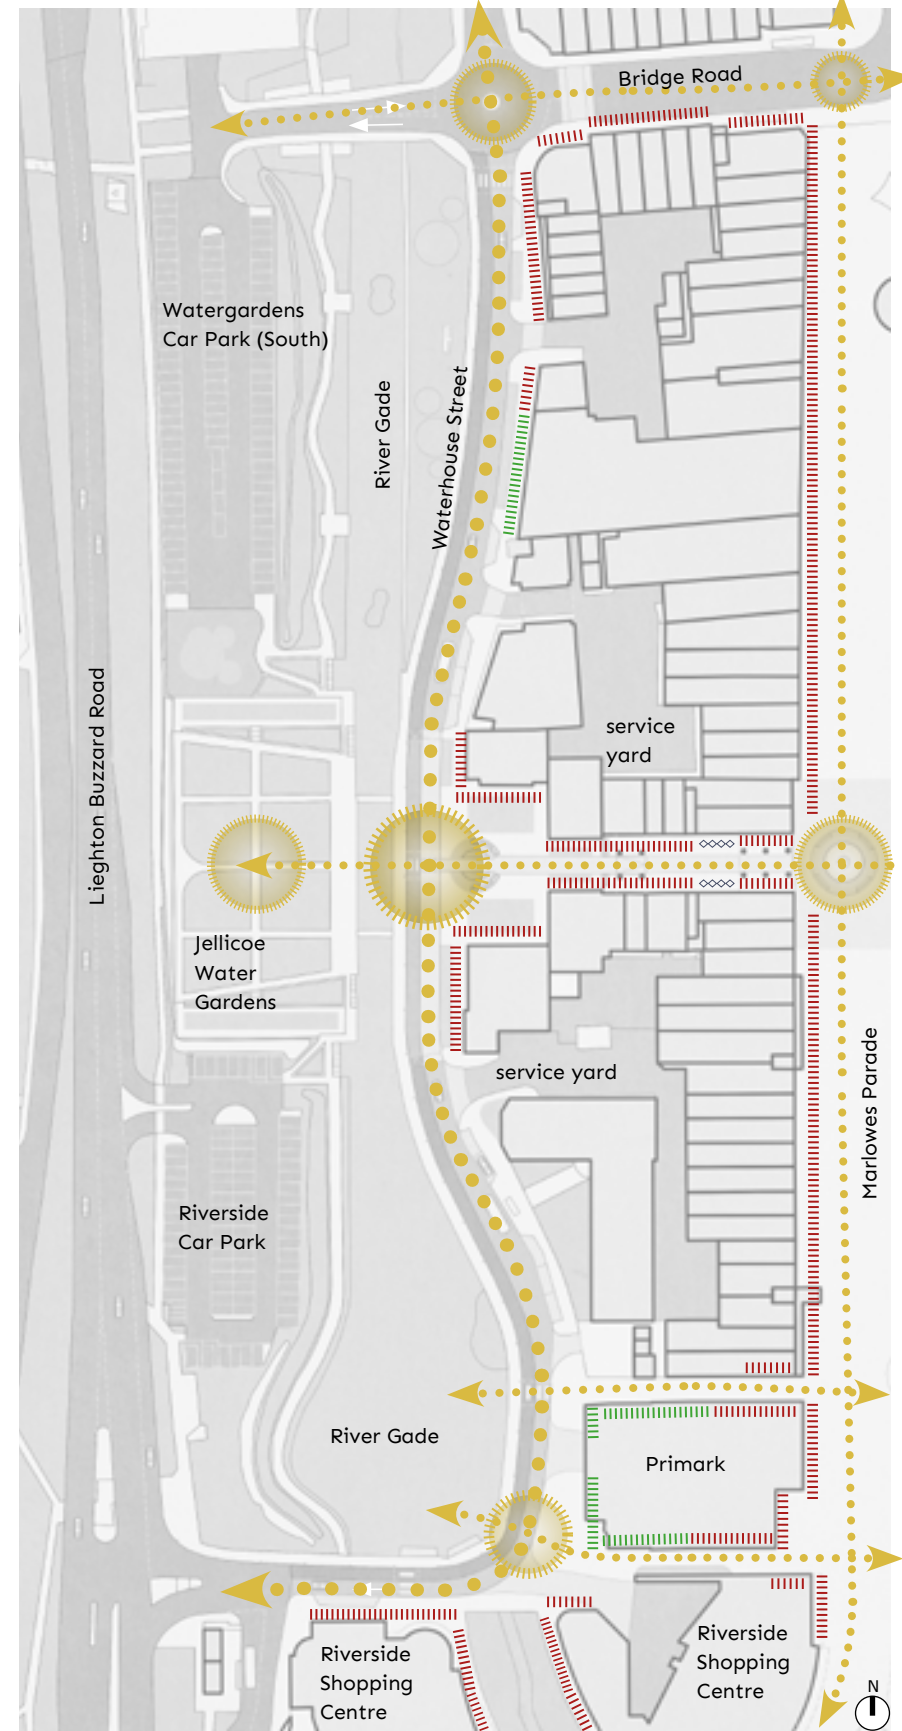 Bridge Road
Watergardens
Car Park (South)
River Gade
Waterhouse Street
Lieghton Buzzard Road
service
yard
Jellicoe
Water
Gardens
service yard
Marlowes Parade
Riverside
Car Park
River Gade
Primark
Riverside
Shopping
Centre
Riverside
Shopping
Centre
N